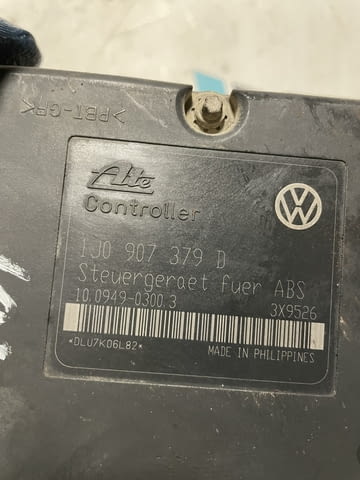 >PBT-GF<
Ate
Controller
1J0 907 379 D
Steuergeraet fuer ABS
10.0949-0300.3 3X9526
*DLU7K06L82*
MADE IN PHILIPPINES